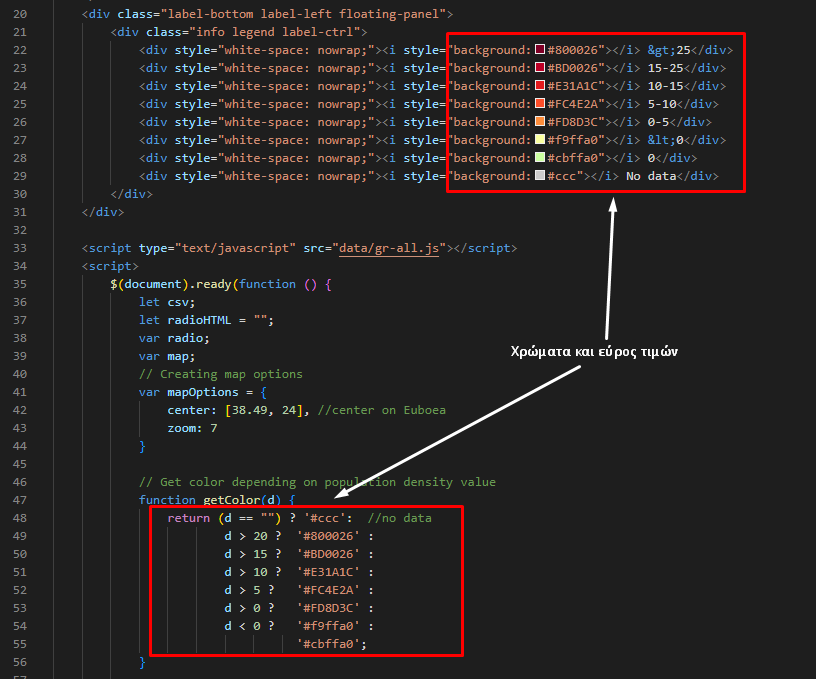 20 <div class="label-bottom label-left floating-panel">
21 <div class="info legend label-ctrl">
22 <div style="white-space: nowrap;"><i style="background:#800026"></i> &gt;25</div>
23 <div style="white-space: nowrap;"><i style="background:#BD0026"></i> 15-25</div>
24 <div style="white-space: nowrap;"><i style="background:#E31A1C"></i> 10-15</div>
25 <div style="white-space: nowrap;"><i style="background:#FC4E2A"></i> 5-10</div>
26 <div style="white-space: nowrap;"><i style="background:#FD8D3C"></i> 0-5</div>
27 <div style="white-space: nowrap;"><i style="background:#f9ffa0"></i> &lt;0</div>
28 <div style="white-space: nowrap;"><i style="background:#cbffa0"></i> 0</div>
29 <div style="white-space: nowrap;"><i style="background:#ccc"></i> No data</div>
30 </div>
31 </div>
32
33 <script type="text/javascript" src="data/gr-all.js"></script>
34 <script>
35 $(document).ready(function () {
36 let csv;
37 let radioHTML = "";
38 var radio;
39 var map;
Χρώματα και εύρος τιμών
40 // Creating map options
41 var mapOptions = {
42 center: [38.49, 24], //center on Euboea
43 zoom: 7
44 }
45
46 // Get color depending on population density value
47 function getColor(d) {
48 return (d == "") ? '#ccc': //no data
49 d > 20 ? '#800026' :
50 d > 15 ? '#BD0026' :
51 d > 10 ? '#E31A1C' :
52 d > 5 ? '#FC4E2A' :
53 d > 0 ? '#FD8D3C' :
54 d < 0 ? '#f9ffa0' :
55 '#cbffa0';
56 }